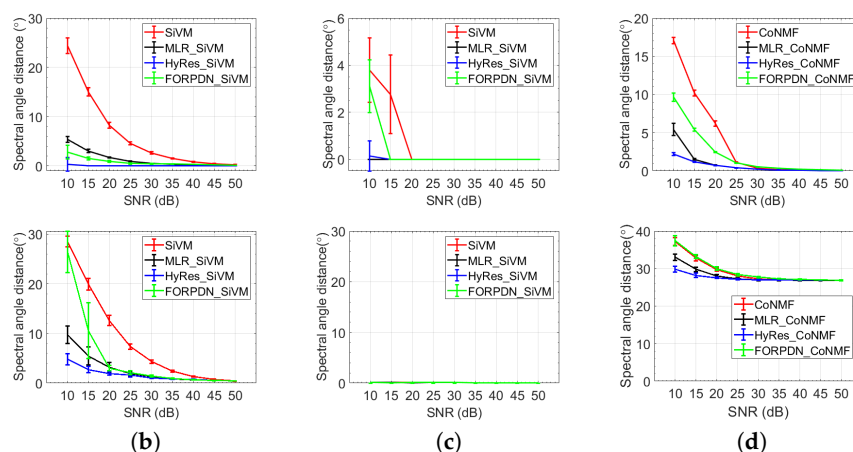 Spectral angle distance (°)
30
20
10
0
SiVM
MLR_SiVM
HyRes_SiVM
FORPDN_SiVM
10 15 20 25 30 35 40 45 50
SNR (dB)
Spectral angle distance(°)
6
4
2
0
SiVM
MLR_SiVM
HyRes_SiVM
FORPDN_SiVM
10 15 20 25 30 35 40 45 50
SNR (dB)
Spectral angle distance (°)
20
15
10
5
0
CoNMF
MLR_CoNMF
HyRes_CoNMF
FORPDN_CoNMF
10 15 20 25 30 35 40 45 50
SNR (dB)
Spectral angle distance(°)
30
20
10
0
SiVM
MLR_SiVM
HyRes_SiVM
FORPDN_SiVM
10 15 20 25 30 35 40 45 50
SNR (dB)
Spectral angle distance(°)
30
20
10
0
SiVM
MLR_SiVM
HyRes_SiVM
FORPDN_SiVM
10 15 20 25 30 35 40 45 50
SNR (dB)
Spectral angle distance(°)
40
30
20
10
0
CoNMF
MLR_CoNMF
HyRes_CoNMF
FORPDN_CoNMF
10 15 20 25 30 35 40 45 50
SNR (dB)
(b)
(c)
(d)